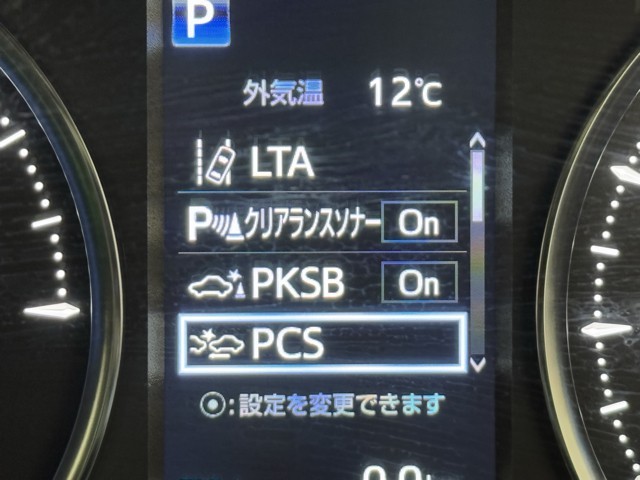 P
外気温 12℃
LTA
P クリアランスソナー On
PKSB On
PCS
⦿:設定を変更できます